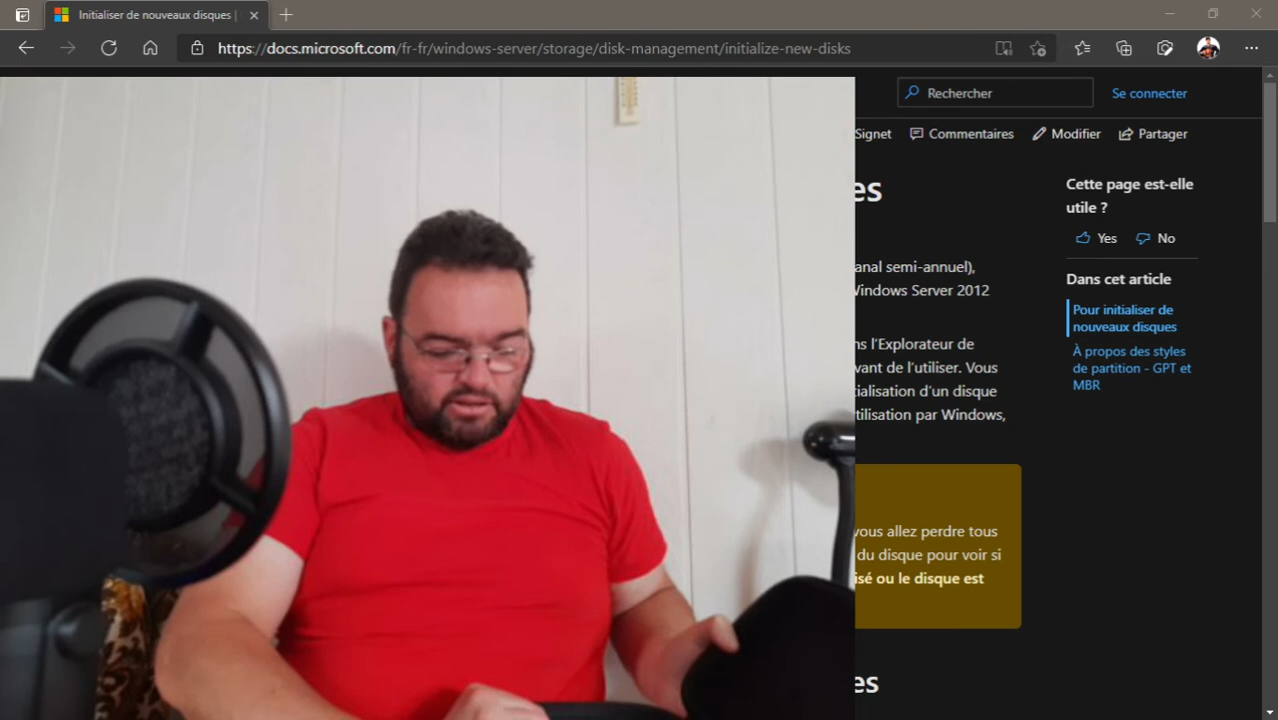 Initialiser de nouveaux disques |
https://docs.microsoft.com/fr-fr/windows-server/storage/disk-management/initialize-new-disks
Rechercher
Se connecter
Signet
Commentaires
Modifier
Partager
es
anal semi-annuel),
Windows Server 2012
ns l'Explorateur de
avant de l'utiliser. Vous
tialisation d'un disque
utilisation par Windows,
vous allez perdre tous
du disque pour voir si
isé ou le disque est
es
Cette page est-elle
utile ?
Yes
No
Dans cet article
Pour initialiser de
nouveaux disques
À propos des styles
de partition - GPT et
MBR